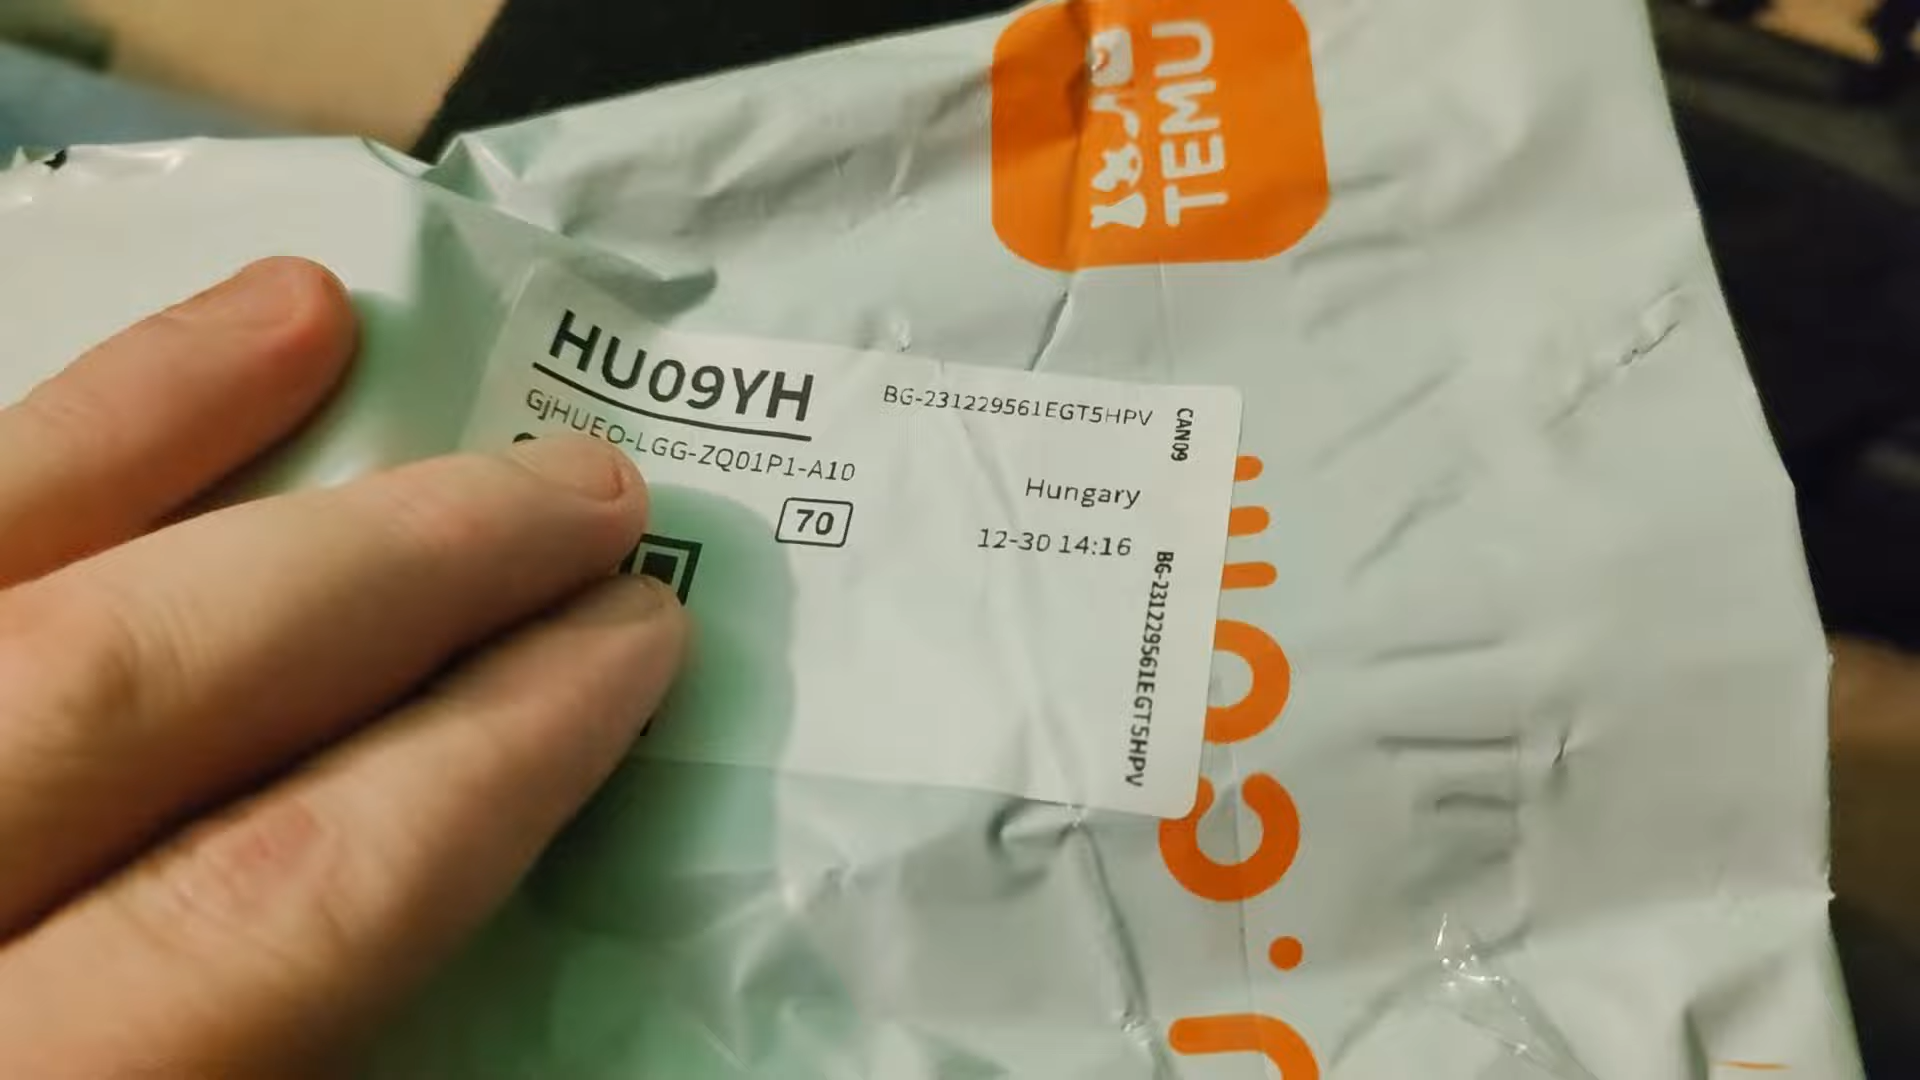 TEMU
HU09YH
GjHUEO-LGG-ZQ01P1-A10
70
BG-231229561EGT5HPV
Hungary
12-30 14:16
CAN09
BG-231229561EGT5HPV
.com